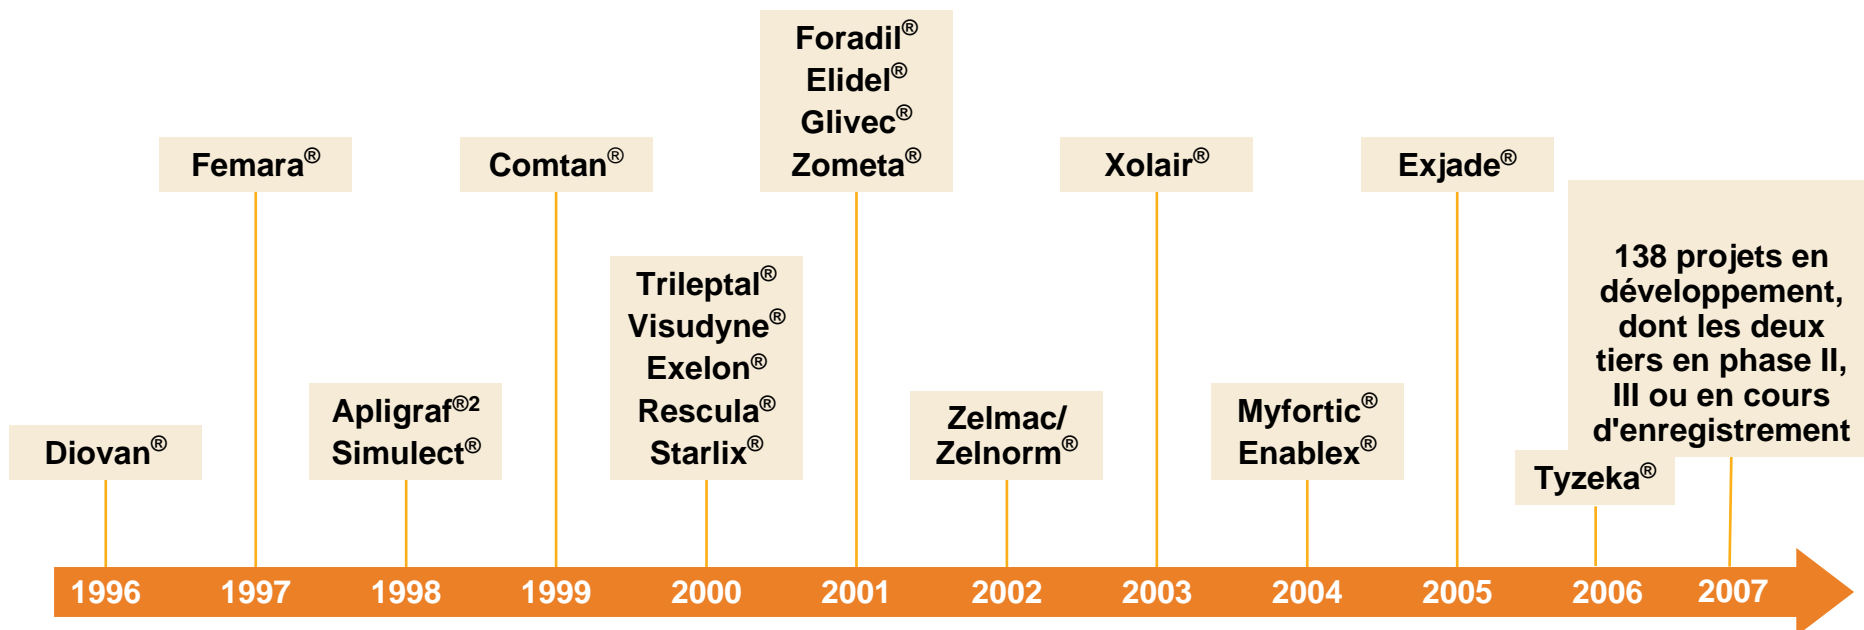 Diovan®
Femara®
Apligraf®2
Simulect®
Comtan®
Trileptal®
Visudyne®
Exelon®
Rescula®
Starlix®
Foradil®
Elidel®
Glivec®
Zometa®
Zelmac/
Zelnorm®
Xolair®
Myfortic®
Enablex®
Exjade®
Tyzeka®
138 projets en
développement,
dont les deux
tiers en phase II,
III ou en cours
d'enregistrement
1996 1997 1998 1999 2000 2001 2002 2003 2004 2005 2006 2007